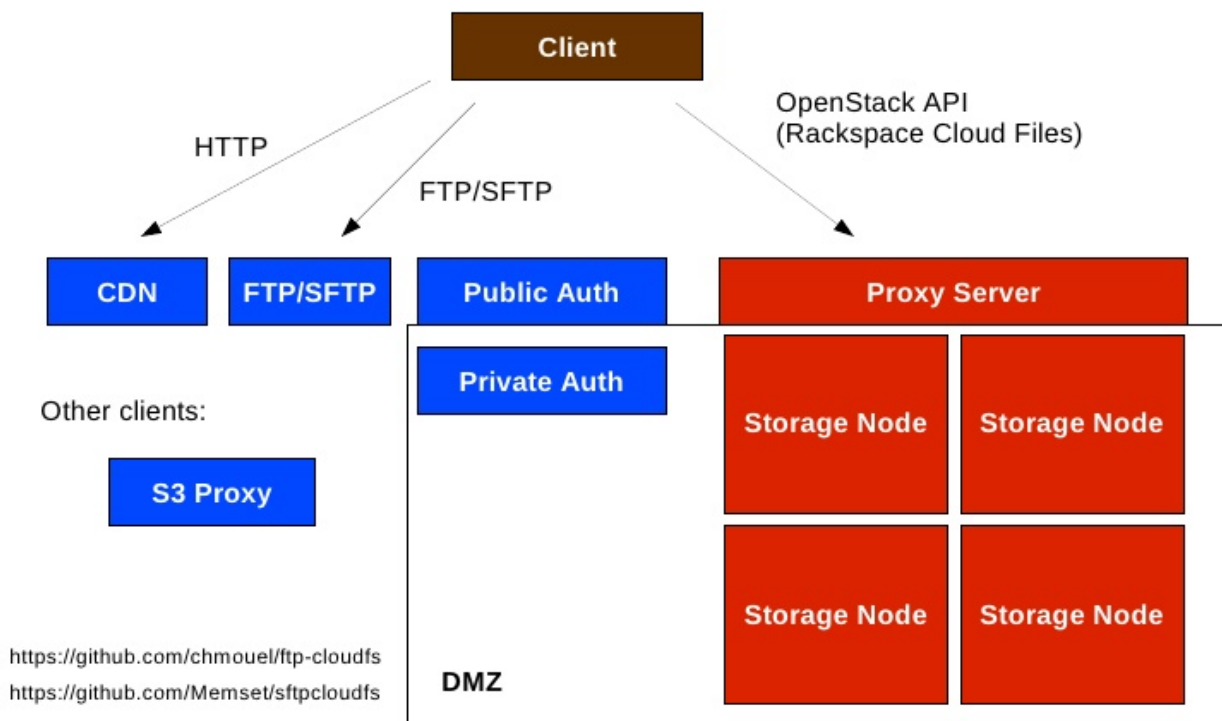 Client
OpenStack API
(Rackspace Cloud Files)
HTTP
FTP/SFTP
CDN
FTP/SFTP
Public Auth
Proxy Server
Private Auth
Other clients:
Storage Node
Storage Node
S3 Proxy
Storage Node
Storage Node
https://github.com/chmouel/ftp-cloudfs
https://github.com/Memset/sftpcloudfs
DMZ